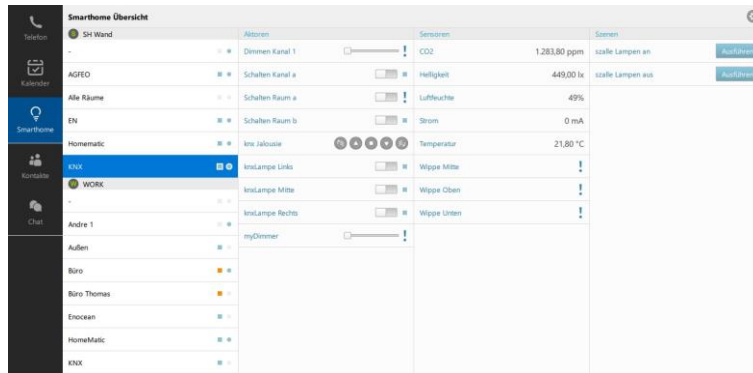 Smarthome Übersicht
Telefon
Kalender
Smarthome
Kontakte
Chat
SH Wand
-
AGFEO
Alle Räume
EN
Homematic
KNX
WORK
-
Andre 1
Außen
Büro
Büro Thomas
Enocean
HomeMatic
KNX
Aktoren
Dimmen Kanal 1 !
Schalten Kanal a
Schalten Raum a !
Schalten Raum b
knx Jalousie
knxLampe Links
knxLampe Mitte
knxLampe Rechts
myDimmer !
Sensoren
CO2 1.283,80 ppm
Helligkeit 449,00 lx
Luftfeuchte 49%
Strom 0 mA
Temperatur 21,80 °C
Wippe Mitte !
Wippe Oben !
Wippe Unten !
Szenen
szalle Lampen an Ausführen
szalle Lampen aus Ausführen